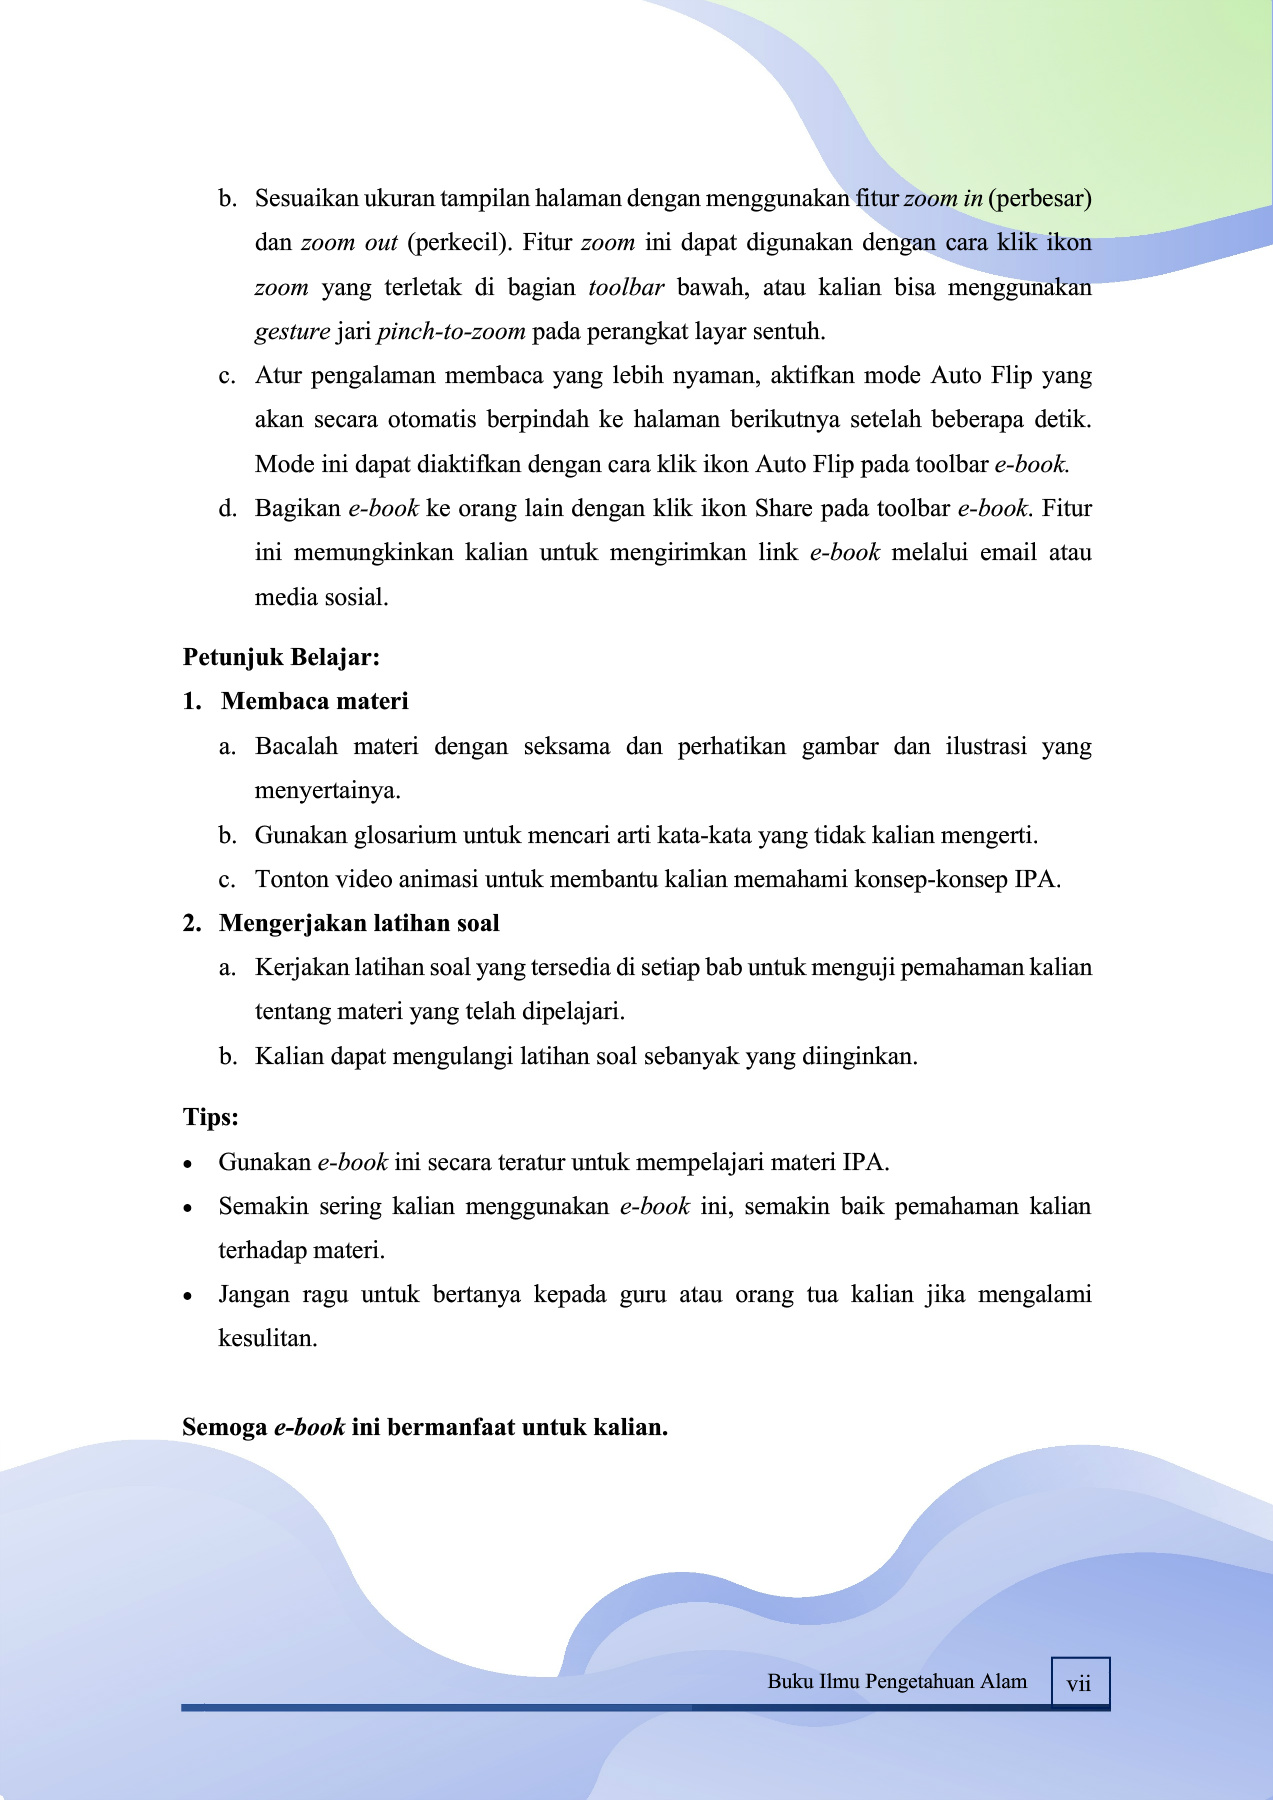 b. Sesuaikan ukuran tampilan halaman dengan menggunakan fitur zoom in (perbesar)
dan zoom out (perkecil). Fitur zoom ini dapat digunakan dengan cara klik ikon
zoom yang terletak di bagian toolbar bawah, atau kalian bisa menggunakan
gesture jari pinch-to-zoom pada perangkat layar sentuh.
c. Atur pengalaman membaca yang lebih nyaman, aktifkan mode Auto Flip yang
akan secara otomatis berpindah ke halaman berikutnya setelah beberapa detik.
Mode ini dapat diaktifkan dengan cara klik ikon Auto Flip pada toolbar e-book.
d. Bagikan e-book ke orang lain dengan klik ikon Share pada toolbar e-book. Fitur
ini memungkinkan kalian untuk mengirimkan link e-book melalui email atau
media sosial.
Petunjuk Belajar:
1. Membaca materi
a. Bacalah materi dengan seksama dan perhatikan gambar dan ilustrasi yang
menyertainya.
b. Gunakan glosarium untuk mencari arti kata-kata yang tidak kalian mengerti.
c. Tonton video animasi untuk membantu kalian memahami konsep-konsep IPA.
2. Mengerjakan latihan soal
a. Kerjakan latihan soal yang tersedia di setiap bab untuk menguji pemahaman kalian
tentang materi yang telah dipelajari.
b. Kalian dapat mengulangi latihan soal sebanyak yang diinginkan.
Tips:
• Gunakan e-book ini secara teratur untuk mempelajari materi IPA.
• Semakin sering kalian menggunakan e-book ini, semakin baik pemahaman kalian
terhadap materi.
• Jangan ragu untuk bertanya kepada guru atau orang tua kalian jika mengalami
kesulitan.
Semoga e-book ini bermanfaat untuk kalian.
Buku Ilmu Pengetahuan Alam vii